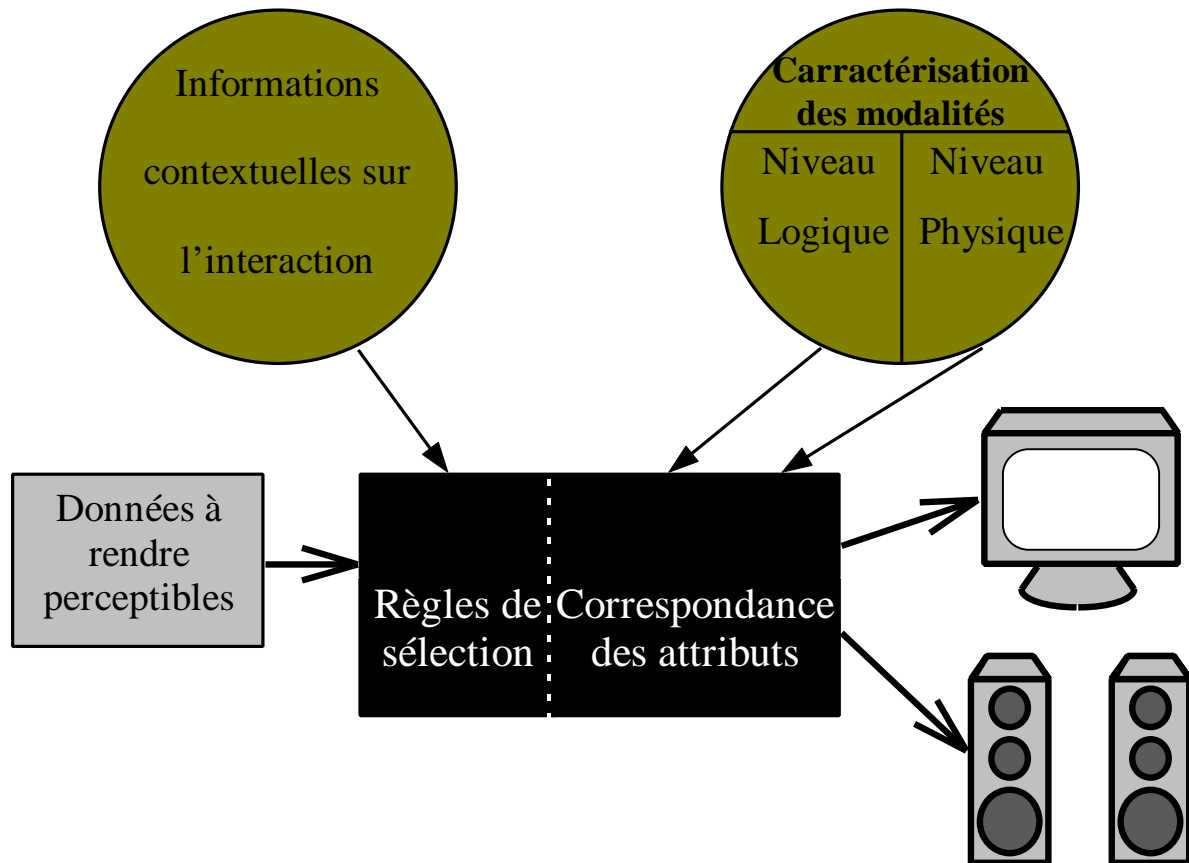 Informations
contextuelles sur
l’interaction
Carractérisation
des modalités
Niveau
Logique
Niveau
Physique
Données à
rendre
perceptibles
Règles de
sélection
Correspondance
des attributs